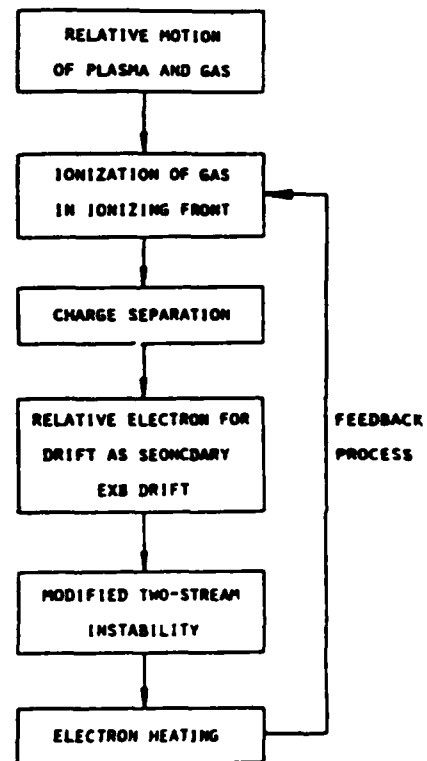 RELATIVE MOTION
OF PLASMA AND GAS
IONIZATION OF GAS
IN IONIZING FRONT
CHARGE SEPARATION
RELATIVE ELECTRON FOR
DRIFT AS SEONCDARY
EXB DRIFT
FEEDBACK
PROCESS
MODIFIED TWO-STREAM
INSTABILITY
ELECTRON HEATING